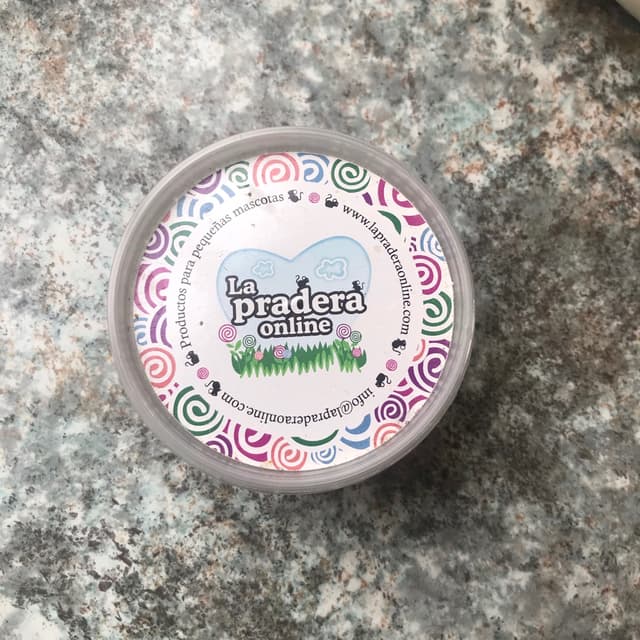 La
pradera
online
Productos para pequeñas mascotas
www.lapraderaonline.com
info@lapraderaonline.com